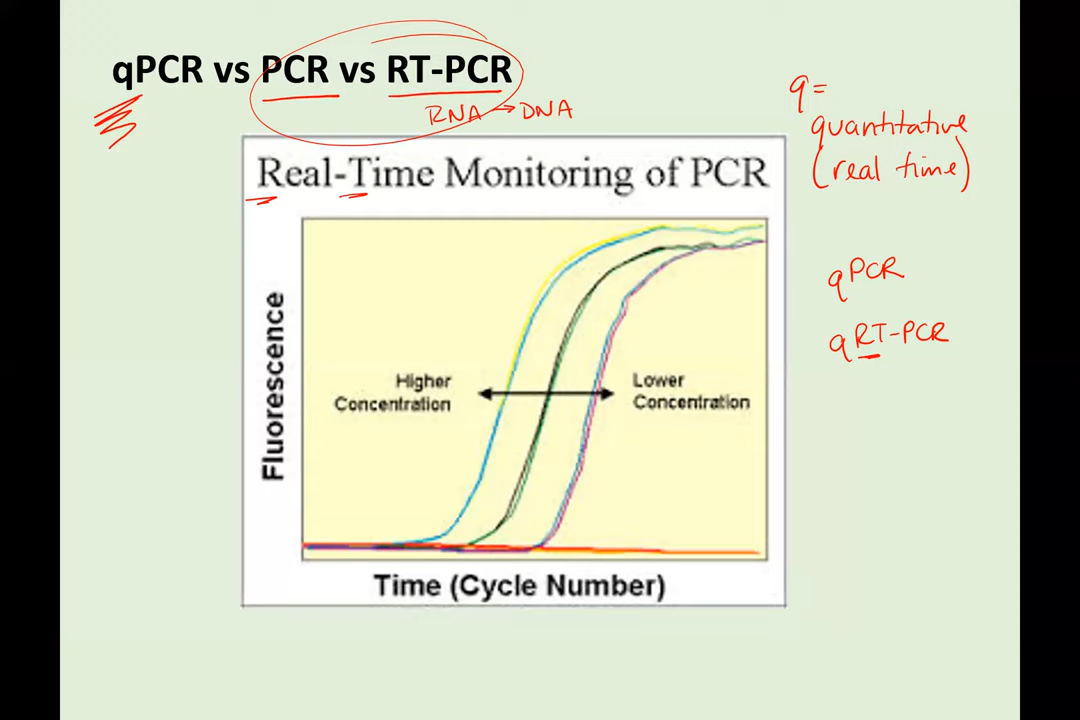 qPCR vs PCR vs RT-PCR
RNA → DNA
q =
quantitative
(real time)
Real-Time Monitoring of PCR
qPCR
qRT-PCR
Fluorescence
Higher
Concentration
Lower
Concentration
Time (Cycle Number)